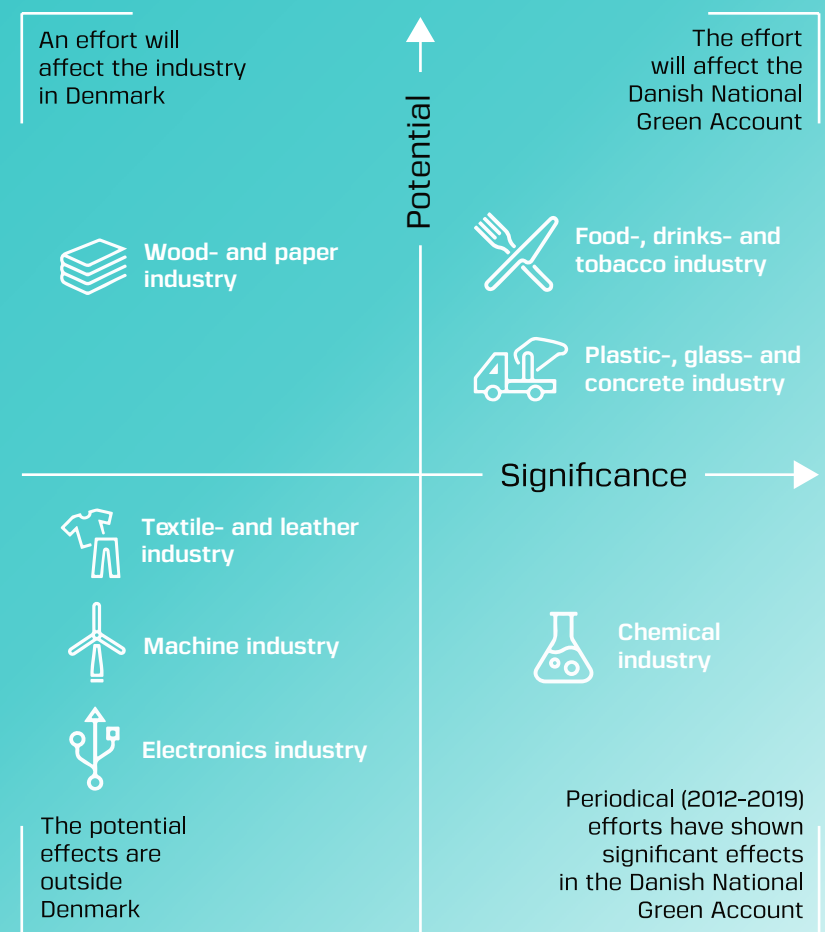 An effort will
affect the industry
in Denmark
Potential
The effort
will affect the
Danish National
Green Account
Wood- and paper
industry
Food-, drinks- and
tobacco industry
Plastic-, glass- and
concrete industry
Significance
Textile- and leather
industry
Machine industry
Electronics industry
Chemical
industry
The potential
effects are
outside
Denmark
Periodical (2012-2019)
efforts have shown
significant effects
in the Danish National
Green Account